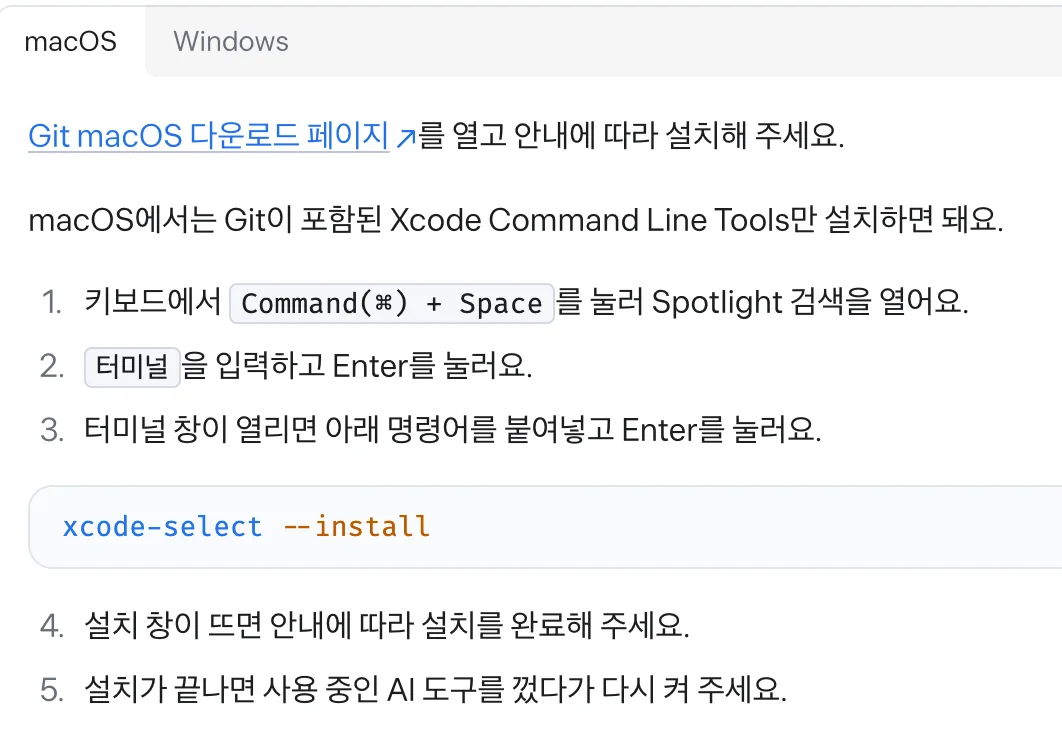 macOS Windows
Git macOS 다운로드 페이지 ↗를 열고 안내에 따라 설치해 주세요.
macOS에서는 Git이 포함된 Xcode Command Line Tools만 설치하면 돼요.
1. 키보드에서 Command(⌘) + Space를 눌러 Spotlight 검색을 열어요.
2. 터미널을 입력하고 Enter를 눌러요.
3. 터미널 창이 열리면 아래 명령어를 붙여넣고 Enter를 눌러요.
xcode-select --install
4. 설치 창이 뜨면 안내에 따라 설치를 완료해 주세요.
5. 설치가 끝나면 사용 중인 AI 도구를 껐다가 다시 켜 주세요.